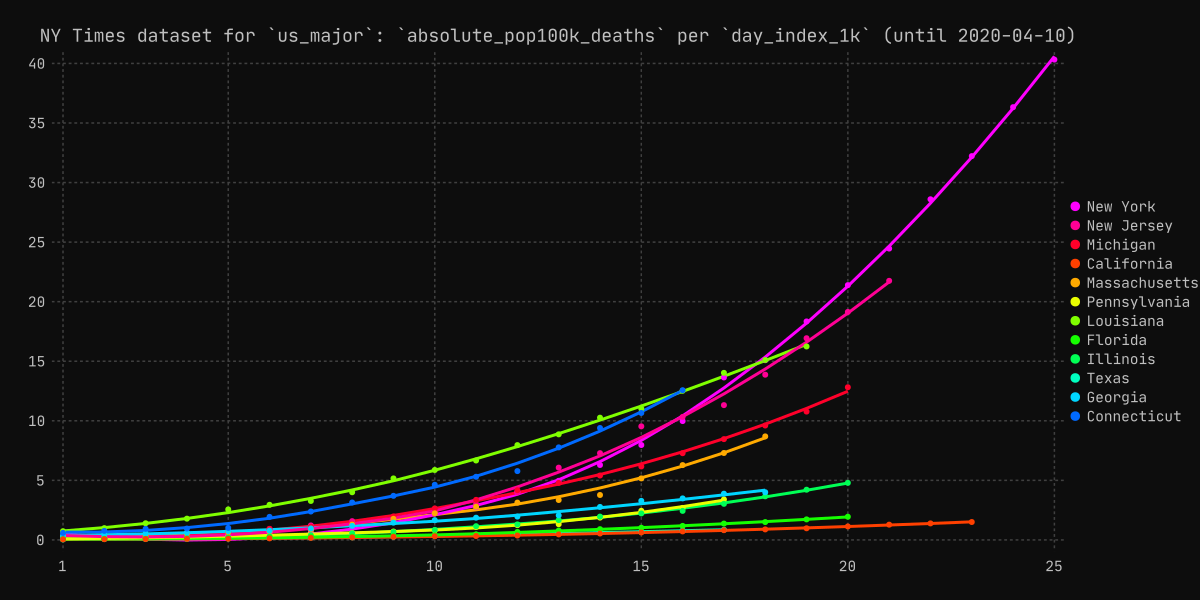 NY Times dataset for `us_major`: `absolute_pop100k_deaths` per `day_index_1k` (until 2020-04-10)
40
35
30
25
20
15
10
5
0
1
5
10
15
20
25
New York
New Jersey
Michigan
California
Massachusetts
Pennsylvania
Louisiana
Florida
Illinois
Texas
Georgia
Connecticut